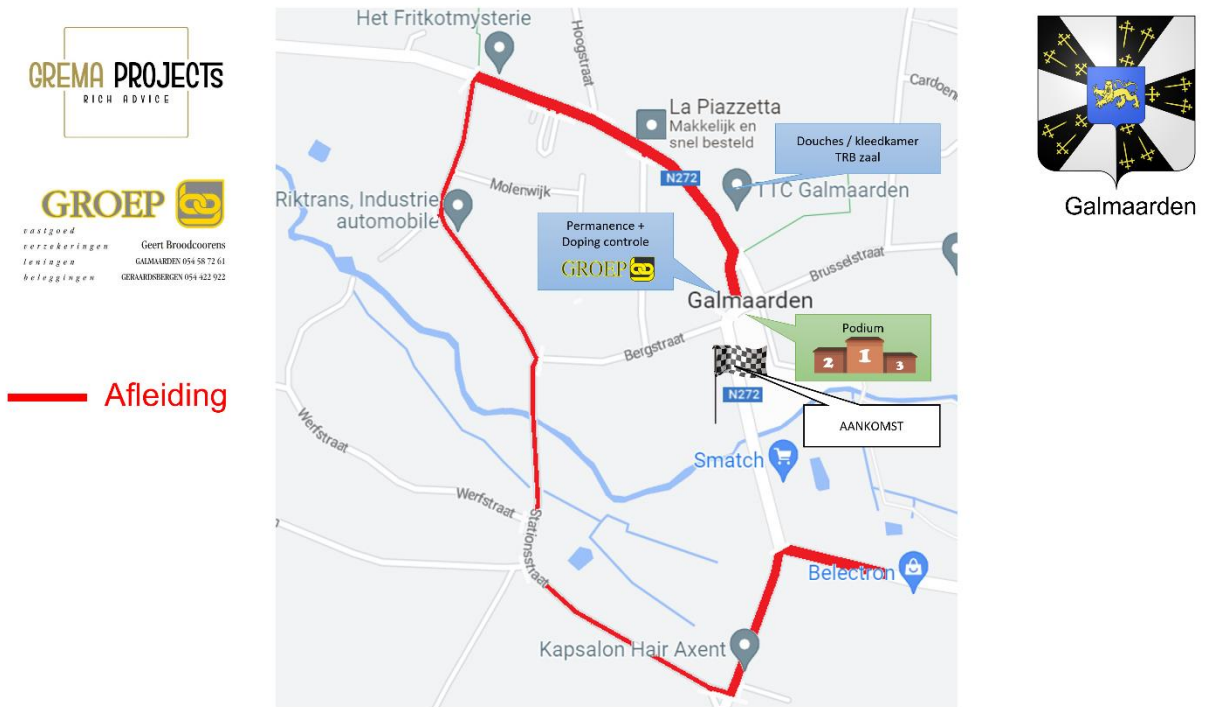 GREMA PROJECTS
RICH ADVICE
GROEP
vastgoed
verzekeringen
leningen
beleggingen
Geert Broodcoorens
GALMAARDEN 054 58 72 61
GERAARDSBERGEN 054 422 922
Afleiding
Het Fritkotmysterie
Hoogstraat
Cardoen
La Piazzetta
Makkelijk en
snel besteld
Douches / kleedkamer
TRB zaal
N272
TTC Galmaarden
Molenwijk
Riktrans, Industrie
automobile
Permanence +
Doping controle
GROEP
Brusselstraat
Galmaarden
Bergstraat
Podium
2 1 3
N272
AANKOMST
Smatch
Werfstraat
Werfstraat
Stationsstraat
Belectron
Kapsalon Hair Axent
Galmaarden